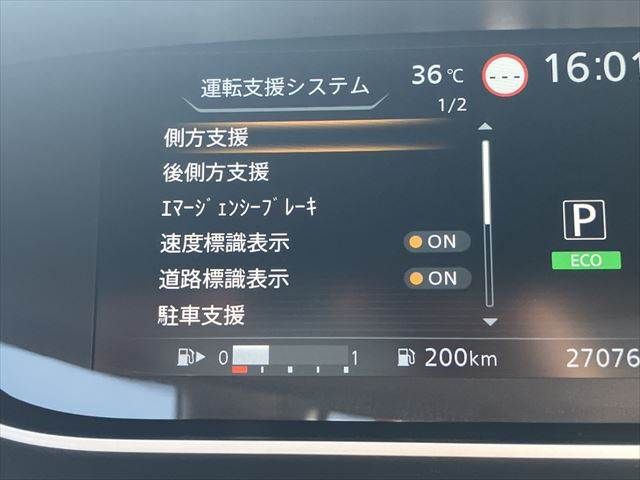 運転支援システム
36℃
---
16:01
1/2
側方支援
後側方支援
ｴﾏｰｼﾞｪﾝｼｰﾌﾞﾚｰｷ
速度標識表示 ON
道路標識表示 ON
駐車支援
P
ECO
0 1
200km
27076